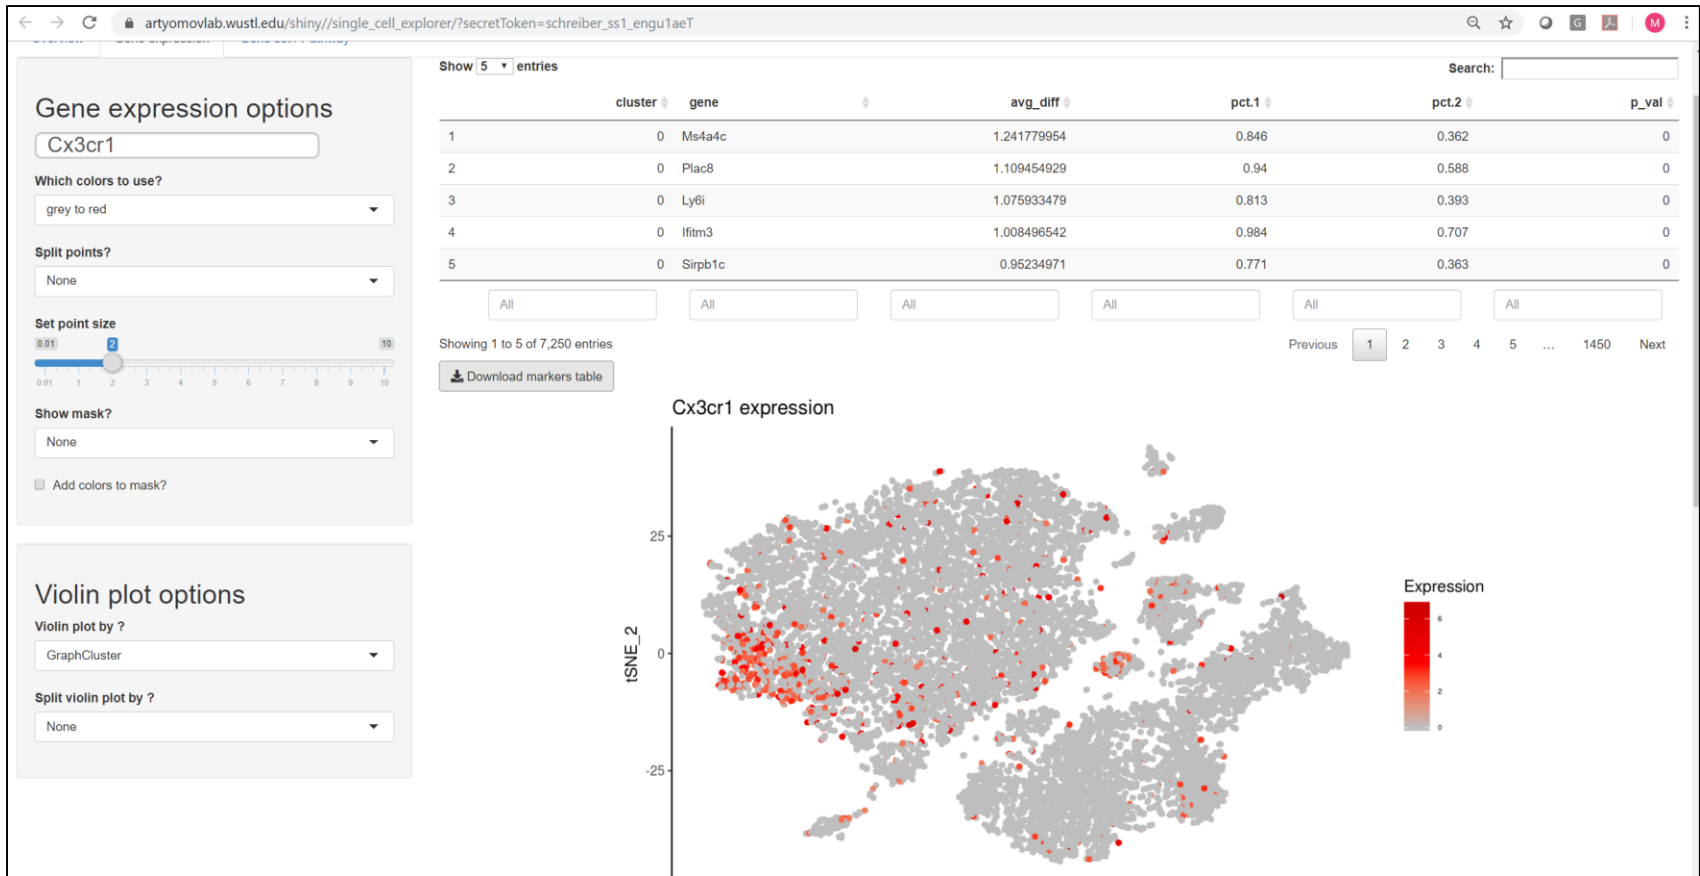 artyomovlab.wustl.edu/shiny//single_cell_explorer/?secretToken=schreiber_ss1_engu1aeT
G
M
Overview Gene expression Gene set / Pathway
Gene expression options
Cx3cr1
Which colors to use?
grey to red
Split points?
None
Set point size
0.01 2 10
0.01 1 2 3 4 5 6 7 8 9 10
Show mask?
None
Add colors to mask?
Violin plot options
Violin plot by ?
GraphCluster
Split violin plot by ?
None
Show 5 entries
Search:
cluster gene avg_diff pct.1 pct.2 p_val
1 0 Ms4a4c 1.241779954 0.846 0.362 0
2 0 Plac8 1.109454929 0.94 0.588 0
3 0 Ly6i 1.075933479 0.813 0.393 0
4 0 Ifitm3 1.008496542 0.984 0.707 0
5 0 Sirpb1c 0.95234971 0.771 0.363 0
All All All All All All
Showing 1 to 5 of 7,250 entries
Previous 1 2 3 4 5 … 1450 Next
Download markers table
Cx3cr1 expression
25
0
-25
tSNE_2
Expression
6
4
2
0